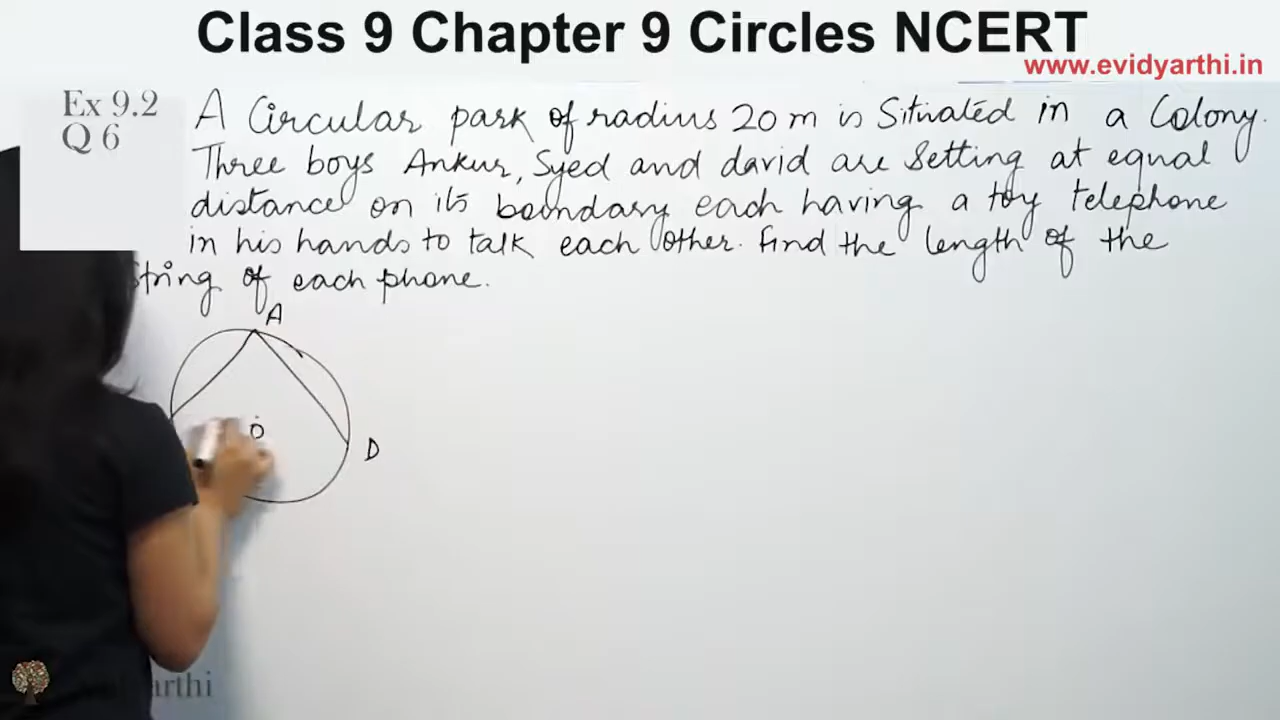 Class 9 Chapter 9 Circles NCERT
www.evidyarthi.in
Ex 9.2
Q 6
A Circular park of radius 20 m is Situated in a Colony.
Three boys Ankur, Syed and david are Setting at equal
distance on its boundary each having a toy telephone
in his hands to talk each other. find the length of the
String of each phone.
A
O
D